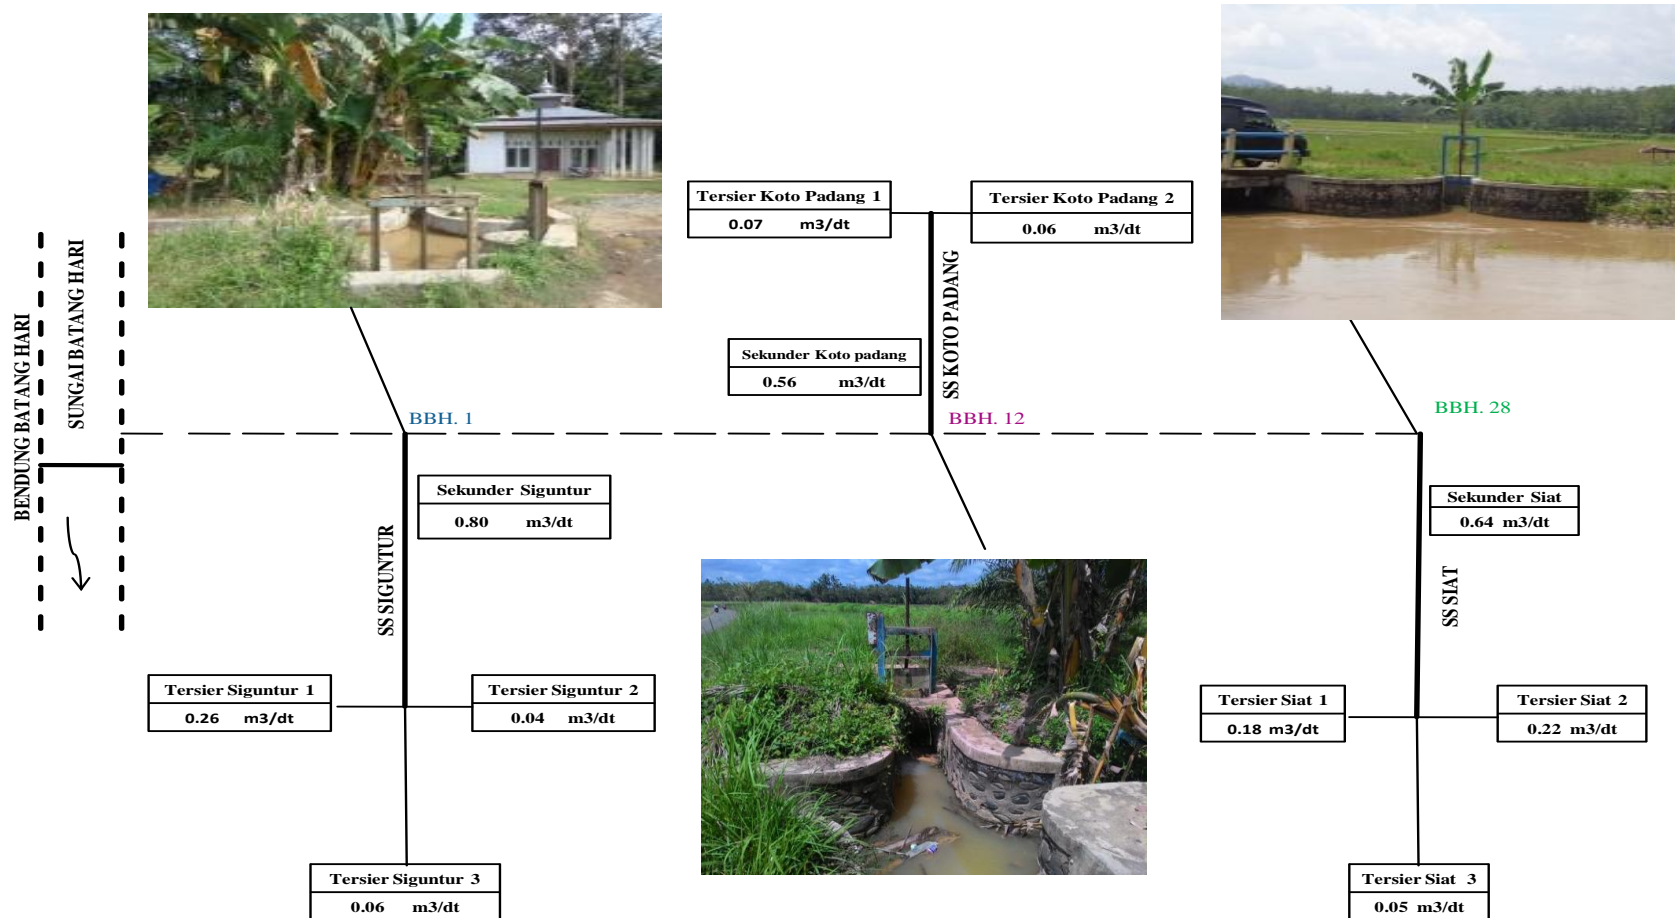 BENDUNG BATANG HARI
SUNGAI BATANG HARI
Tersier Koto Padang 1
0.07 m3/dt
Tersier Koto Padang 2
0.06 m3/dt
SS KOTO PADANG
Sekunder Koto padang
0.56 m3/dt
BBH. 1
BBH. 12
BBH. 28
Sekunder Siguntur
0.80 m3/dt
SS SIGUNTUR
Sekunder Siat
0.64 m3/dt
SS SIAT
Tersier Siguntur 1
0.26 m3/dt
Tersier Siguntur 2
0.04 m3/dt
Tersier Siat 1
0.18 m3/dt
Tersier Siat 2
0.22 m3/dt
Tersier Siguntur 3
0.06 m3/dt
Tersier Siat 3
0.05 m3/dt